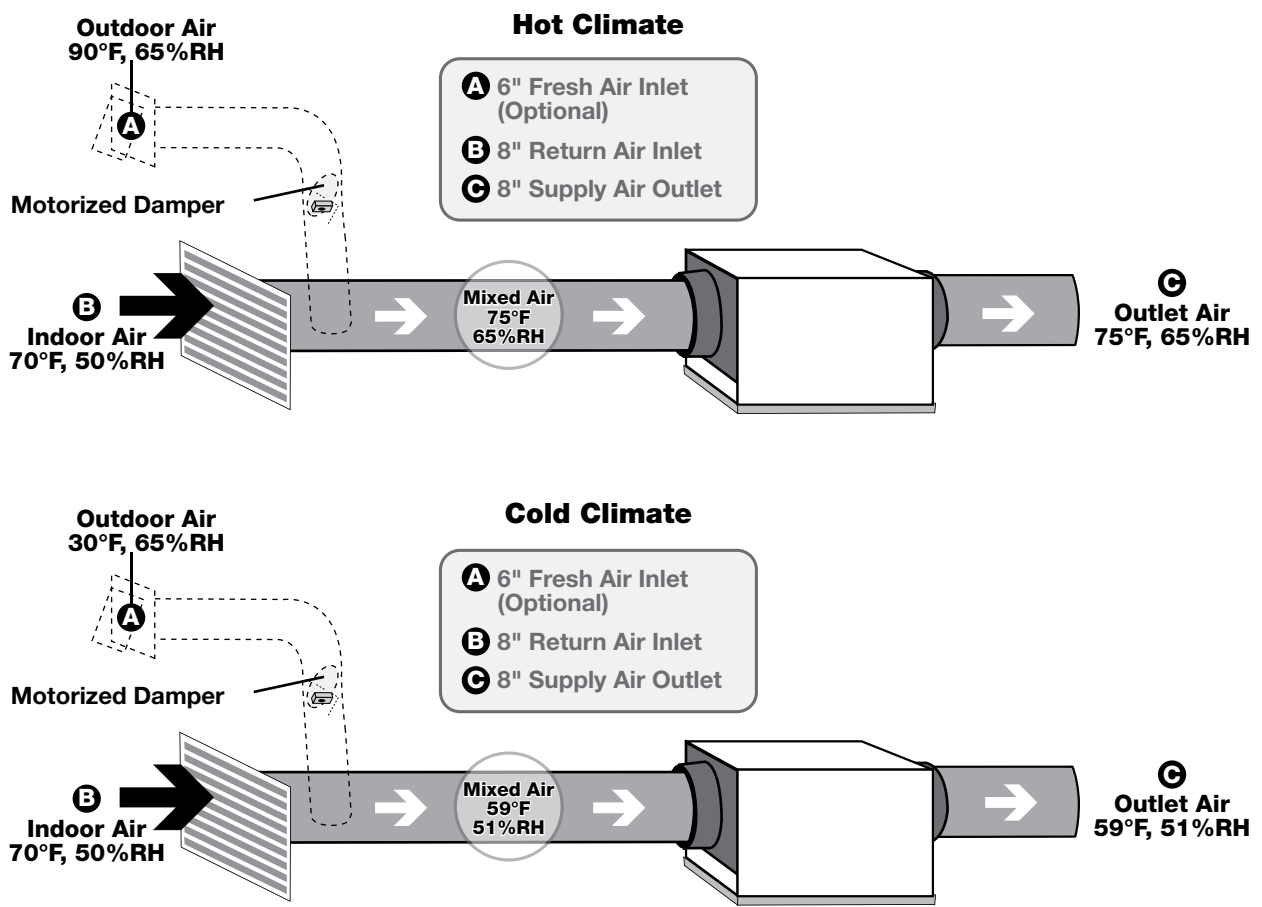 Hot Climate
Outdoor Air
90°F, 65%RH
A
A 6" Fresh Air Inlet
(Optional)
B 8" Return Air Inlet
C 8" Supply Air Outlet
Motorized Damper
B
Indoor Air
70°F, 50%RH
Mixed Air
75°F
65%RH
C
Outlet Air
75°F, 65%RH
Cold Climate
Outdoor Air
30°F, 65%RH
A
A 6" Fresh Air Inlet
(Optional)
B 8" Return Air Inlet
C 8" Supply Air Outlet
Motorized Damper
B
Indoor Air
70°F, 50%RH
Mixed Air
59°F
51%RH
C
Outlet Air
59°F, 51%RH